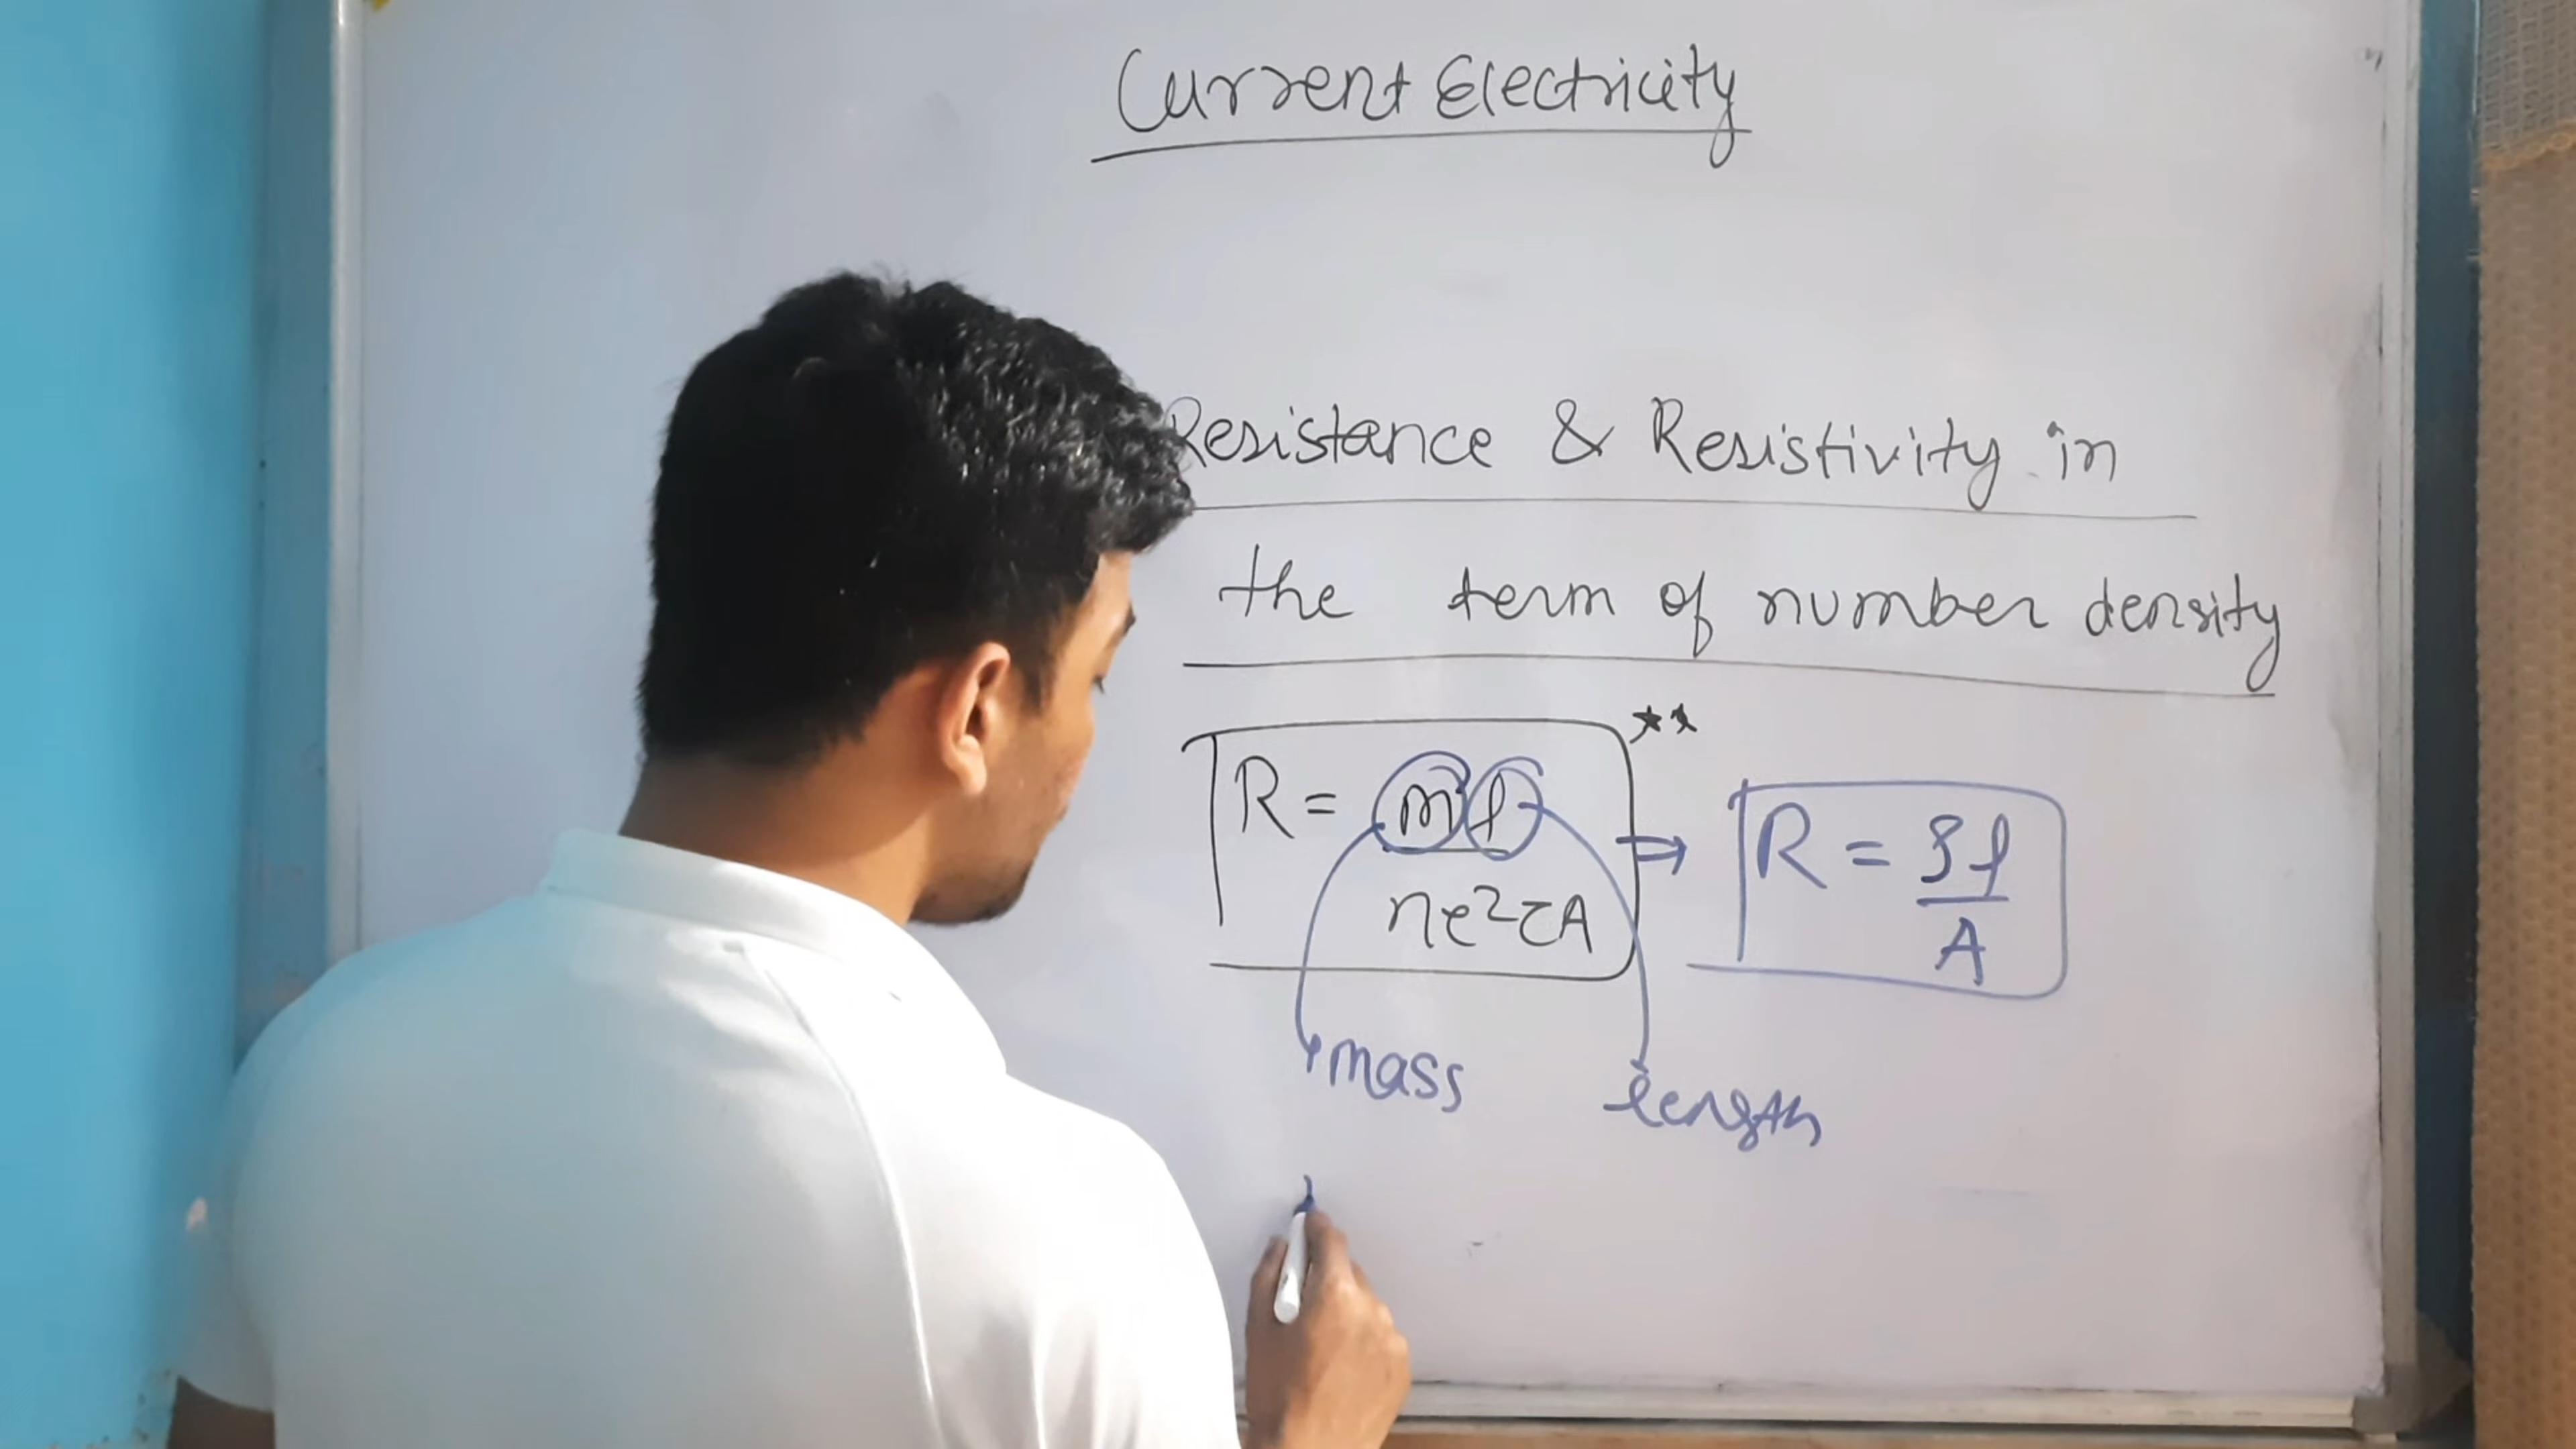 Current Electricity
Resistance & Resistivity in
the term of number density
R = ml / ne²τA ** ⇒ R = ρl / A
mass length